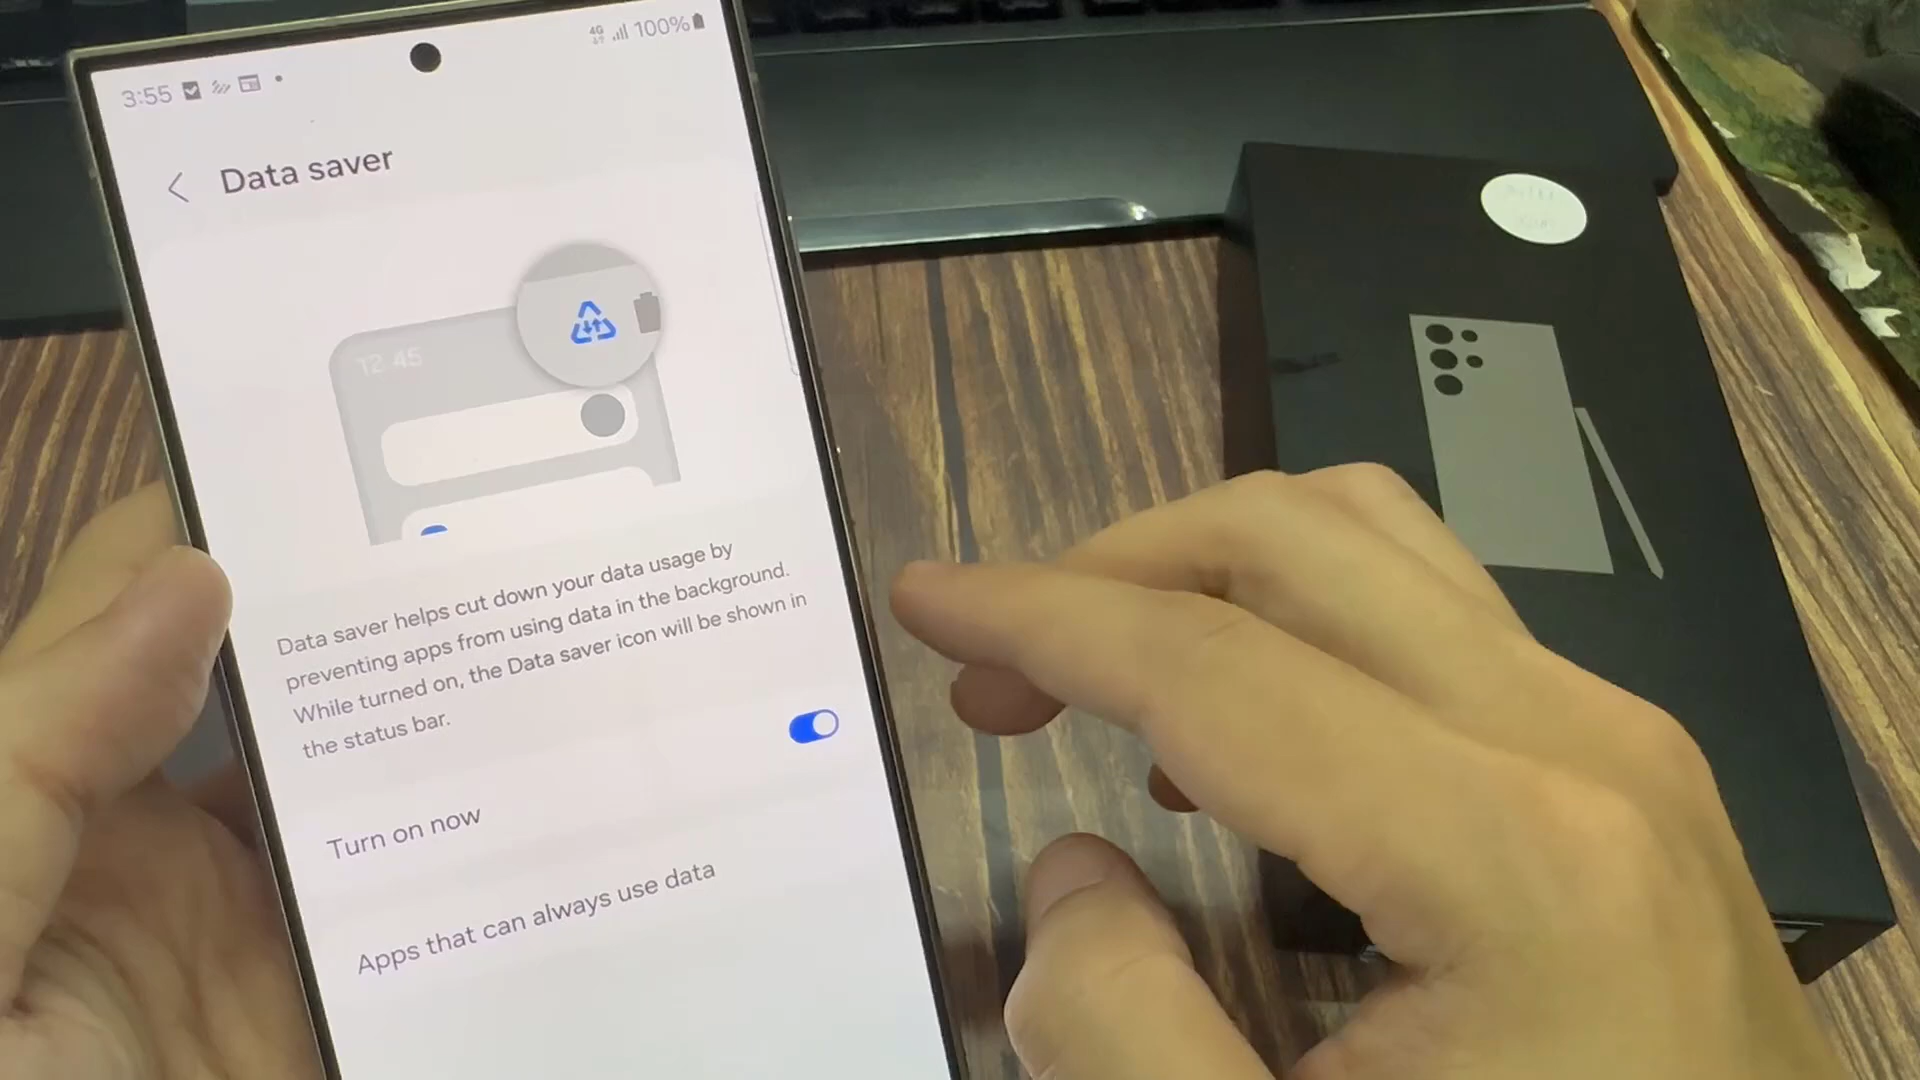 3:55
4G
100%
Data saver
12:45
Data saver helps cut down your data usage by
preventing apps from using data in the background.
While turned on, the Data saver icon will be shown in
the status bar.
Turn on now
Apps that can always use data